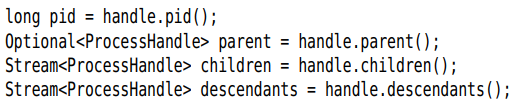 long pid = handle.pid();
Optional<ProcessHandle> parent = handle.parent();
Stream<ProcessHandle> children = handle.children();
Stream<ProcessHandle> descendants = handle.descendants();